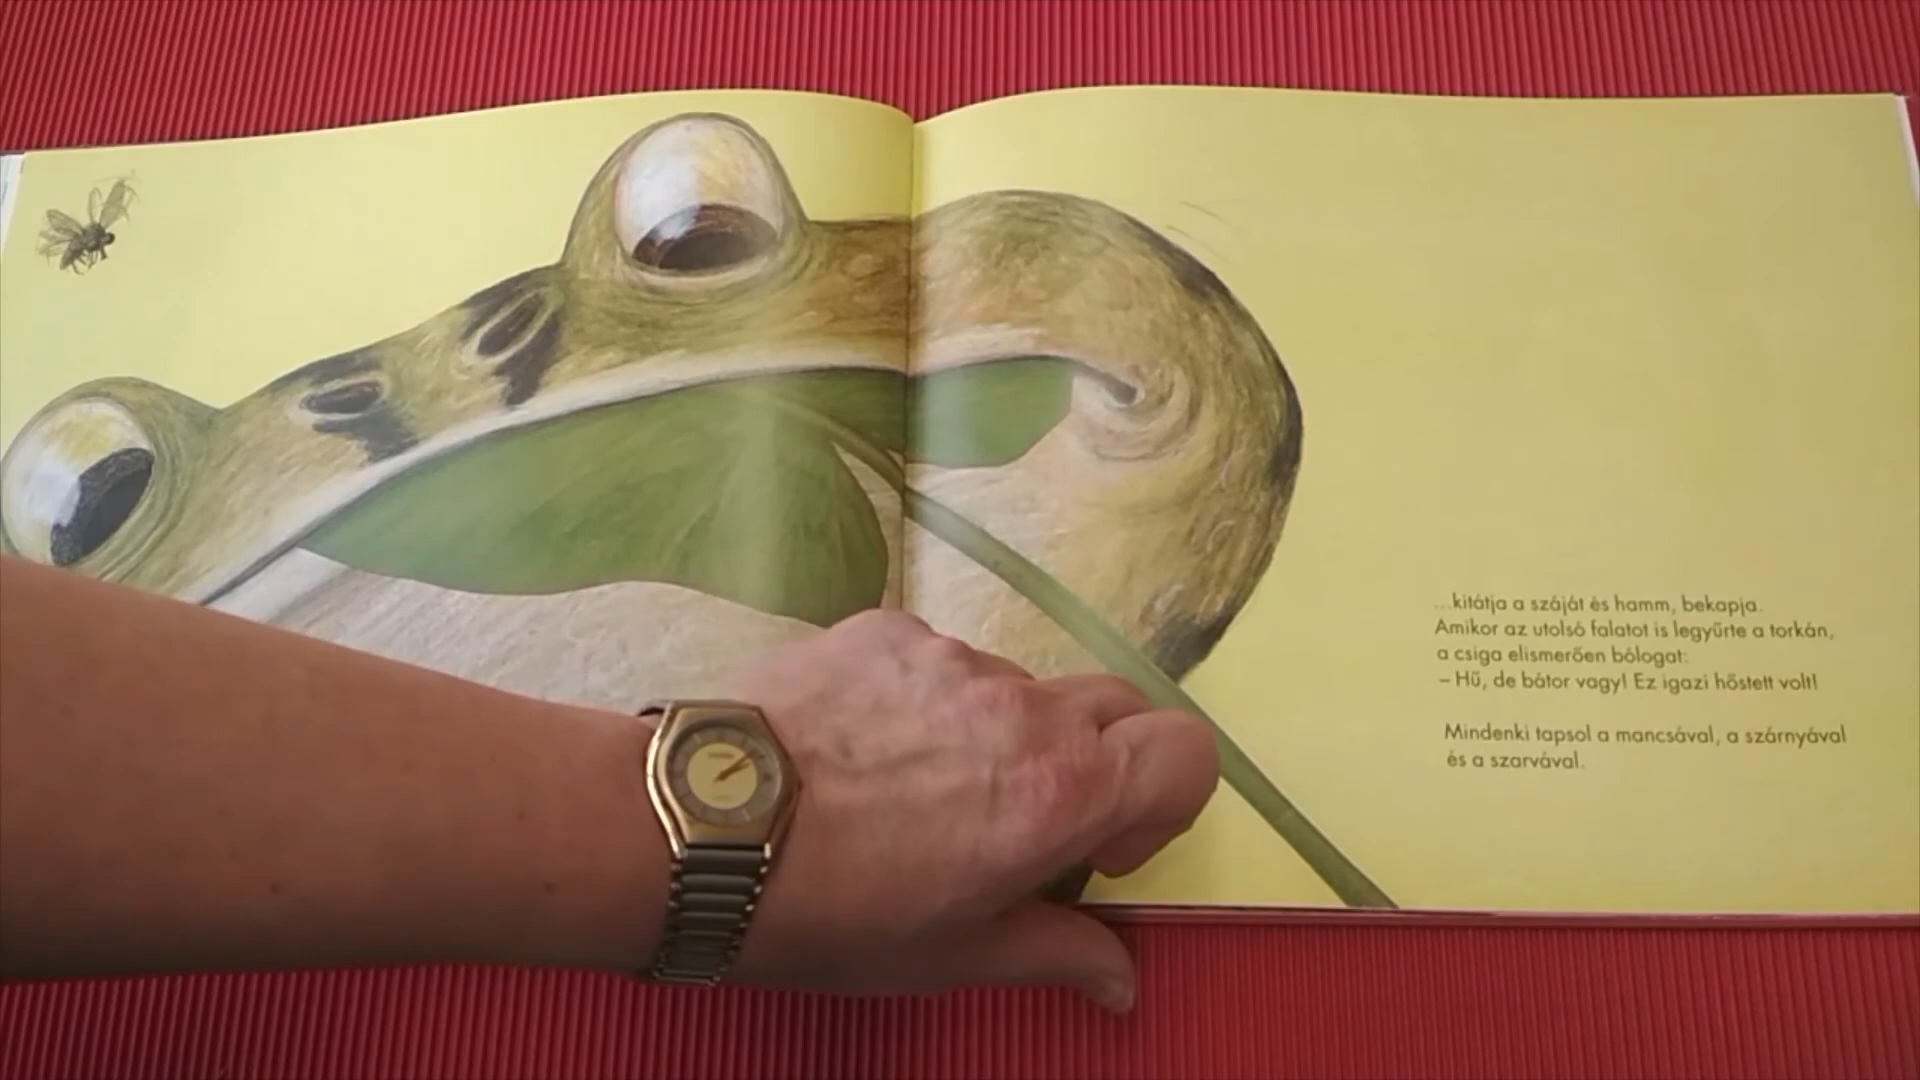 ...kitátja a száját és hamm, bekapja.
Amikor az utolsó falatot is legyűrte a torkán,
a csiga elismerően bólogat:
– Hű, de bátor vagy! Ez igazi hőstett volt!
Mindenki tapsol a mancsával, a szárnyával
és a szarvával.